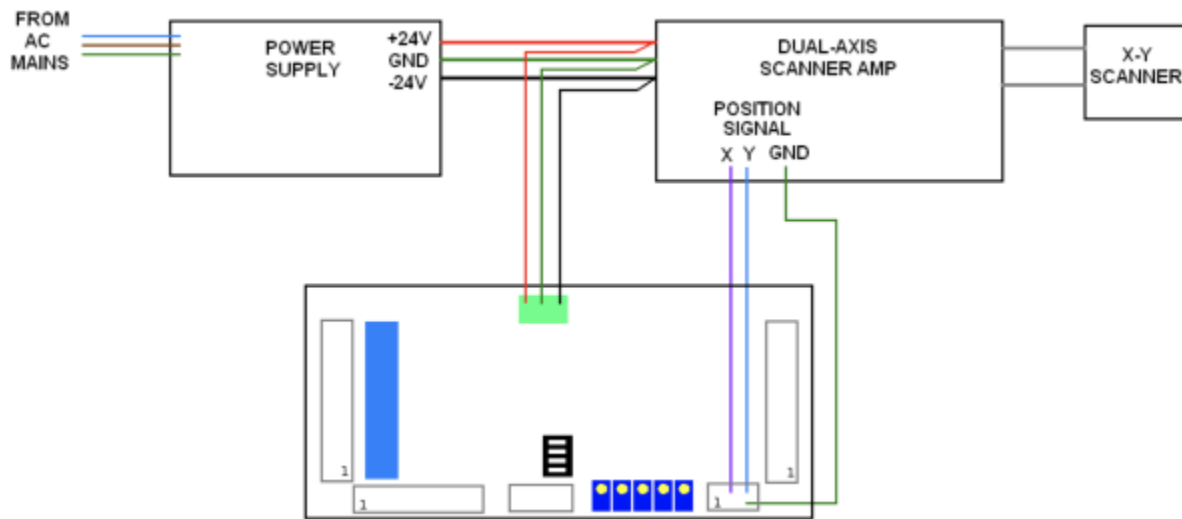 FROM
AC
MAINS
POWER
SUPPLY
+24V
GND
-24V
DUAL-AXIS
SCANNER AMP
POSITION
SIGNAL
X Y GND
X-Y
SCANNER
1
1
1
1